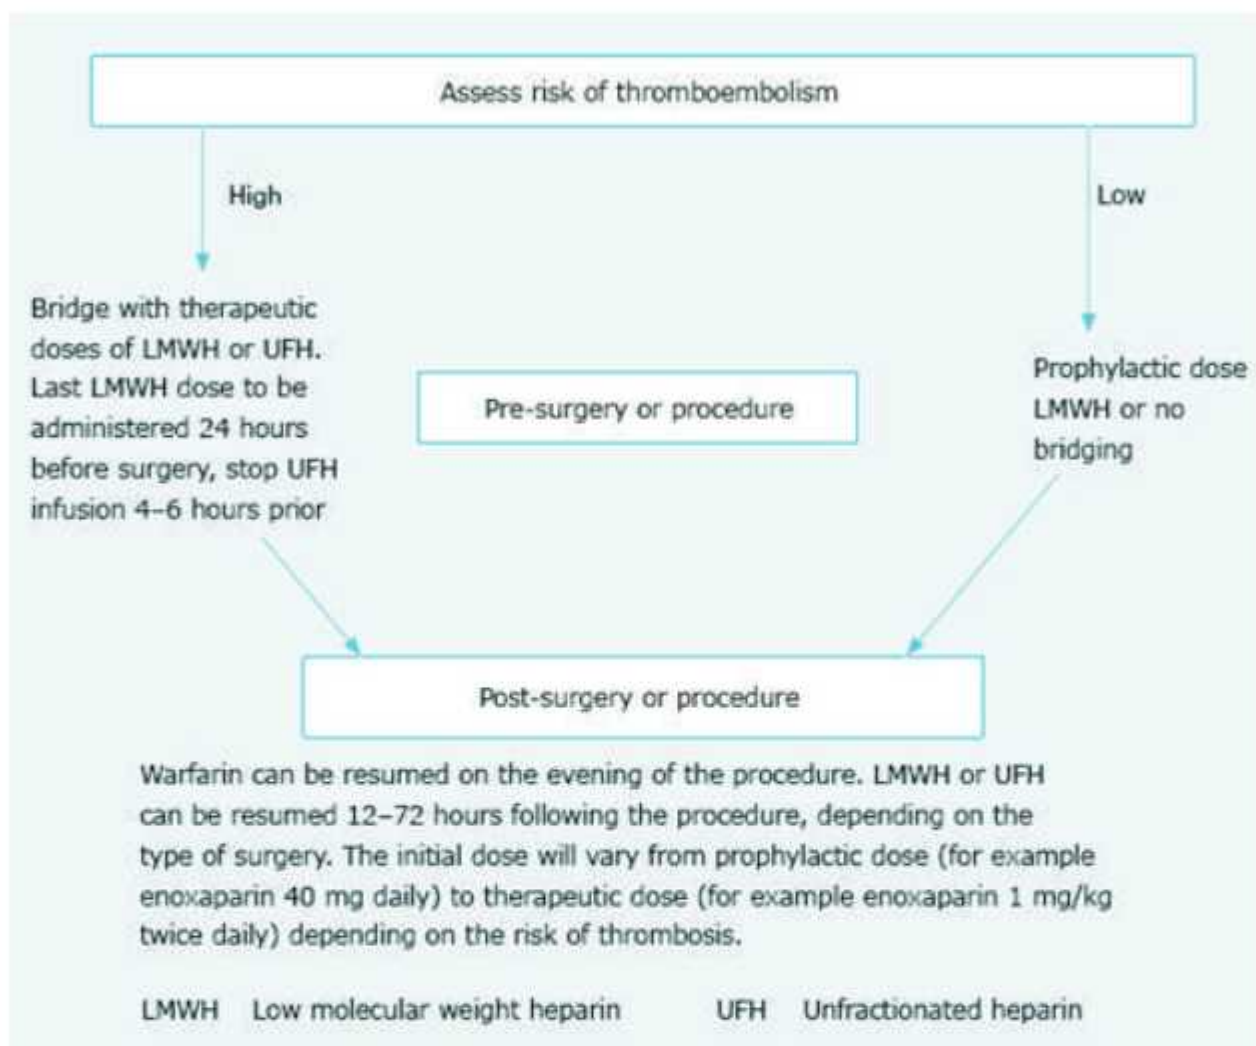 Assess risk of thromboembolism
High
Low
Bridge with therapeutic
doses of LMWH or UFH.
Last LMWH dose to be
administered 24 hours
before surgery, stop UFH
infusion 4–6 hours prior
Pre-surgery or procedure
Prophylactic dose
LMWH or no
bridging
Post-surgery or procedure
Warfarin can be resumed on the evening of the procedure. LMWH or UFH
can be resumed 12–72 hours following the procedure, depending on the
type of surgery. The initial dose will vary from prophylactic dose (for example
enoxaparin 40 mg daily) to therapeutic dose (for example enoxaparin 1 mg/kg
twice daily) depending on the risk of thrombosis.
LMWH Low molecular weight heparin UFH Unfractionated heparin